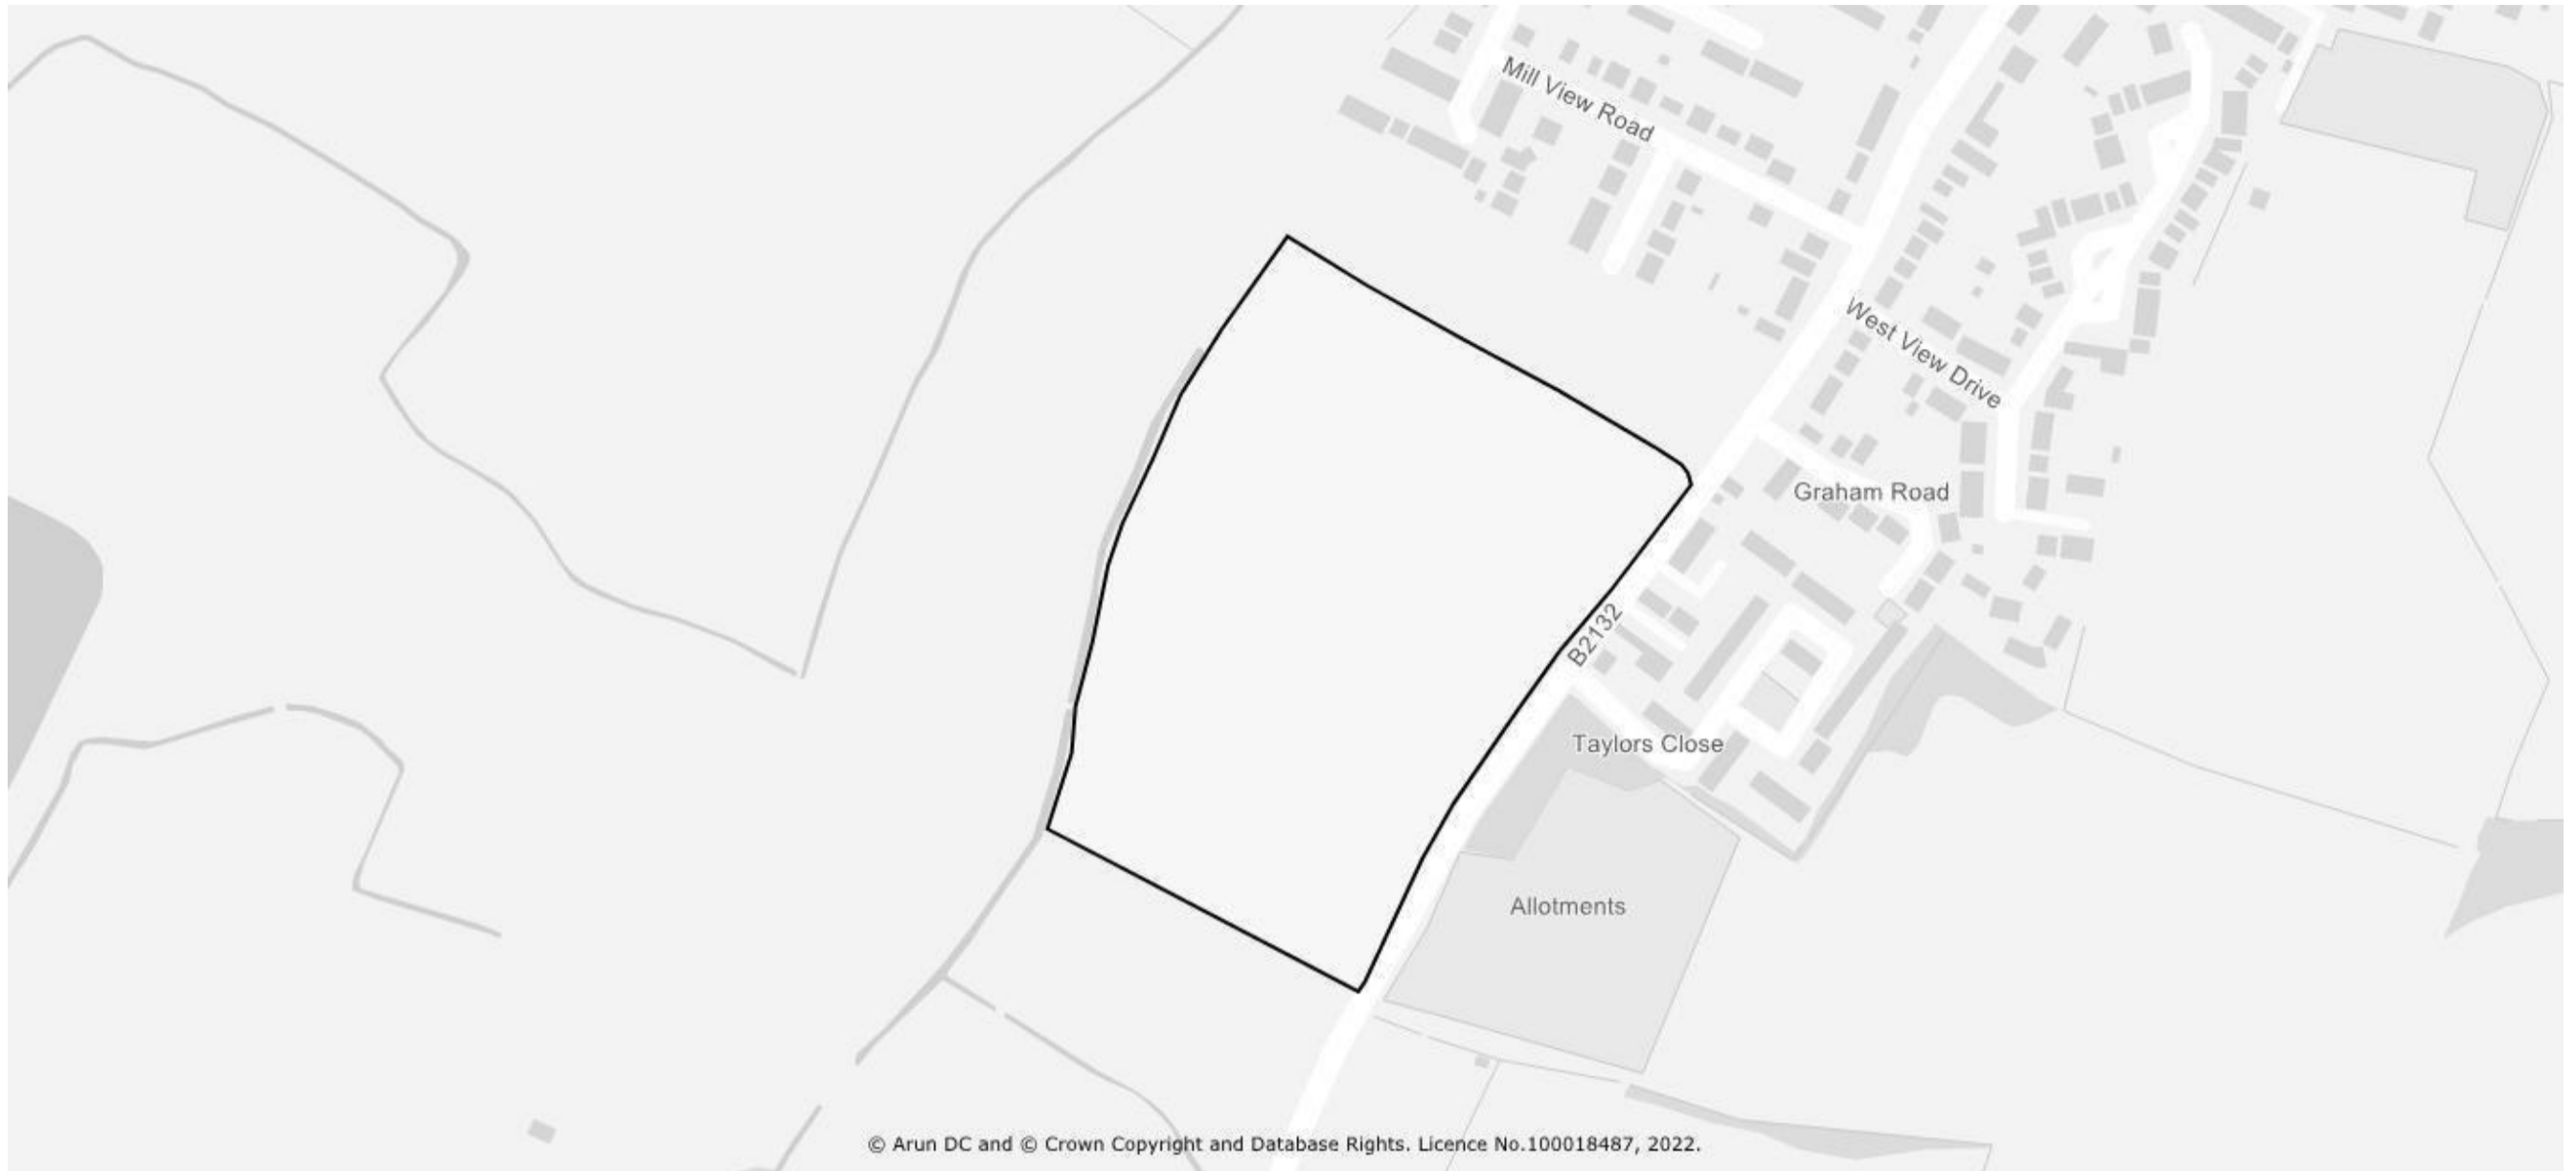 Mill View Road
West View Drive
Graham Road
B2132
Taylors Close
Allotments
© Arun DC and © Crown Copyright and Database Rights. Licence No.100018487, 2022.